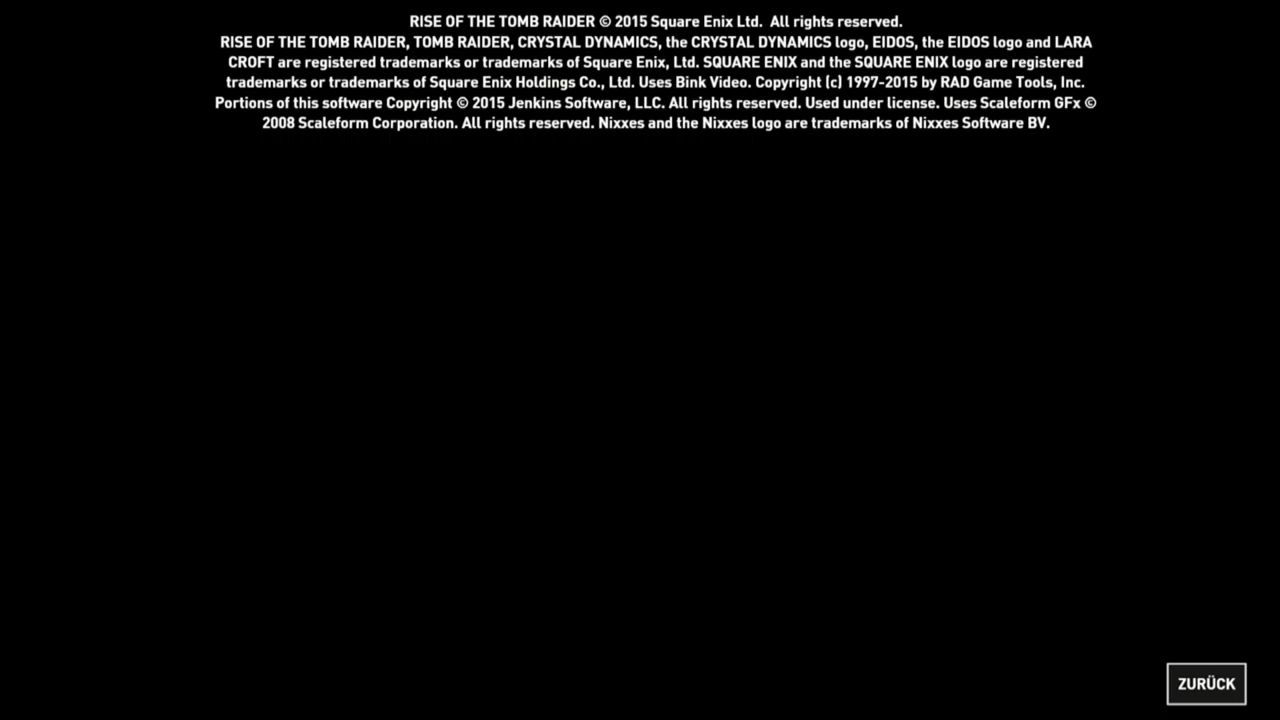 RISE OF THE TOMB RAIDER © 2015 Square Enix Ltd.  All rights reserved.
RISE OF THE TOMB RAIDER, TOMB RAIDER, CRYSTAL DYNAMICS, the CRYSTAL DYNAMICS logo, EIDOS, the EIDOS logo and LARA
CROFT are registered trademarks or trademarks of Square Enix, Ltd. SQUARE ENIX and the SQUARE ENIX logo are registered
trademarks or trademarks of Square Enix Holdings Co., Ltd. Uses Bink Video. Copyright (c) 1997-2015 by RAD Game Tools, Inc.
Portions of this software Copyright © 2015 Jenkins Software, LLC. All rights reserved. Used under license. Uses Scaleform GFx ©
2008 Scaleform Corporation. All rights reserved. Nixxes and the Nixxes logo are trademarks of Nixxes Software BV.
ZURÜCK